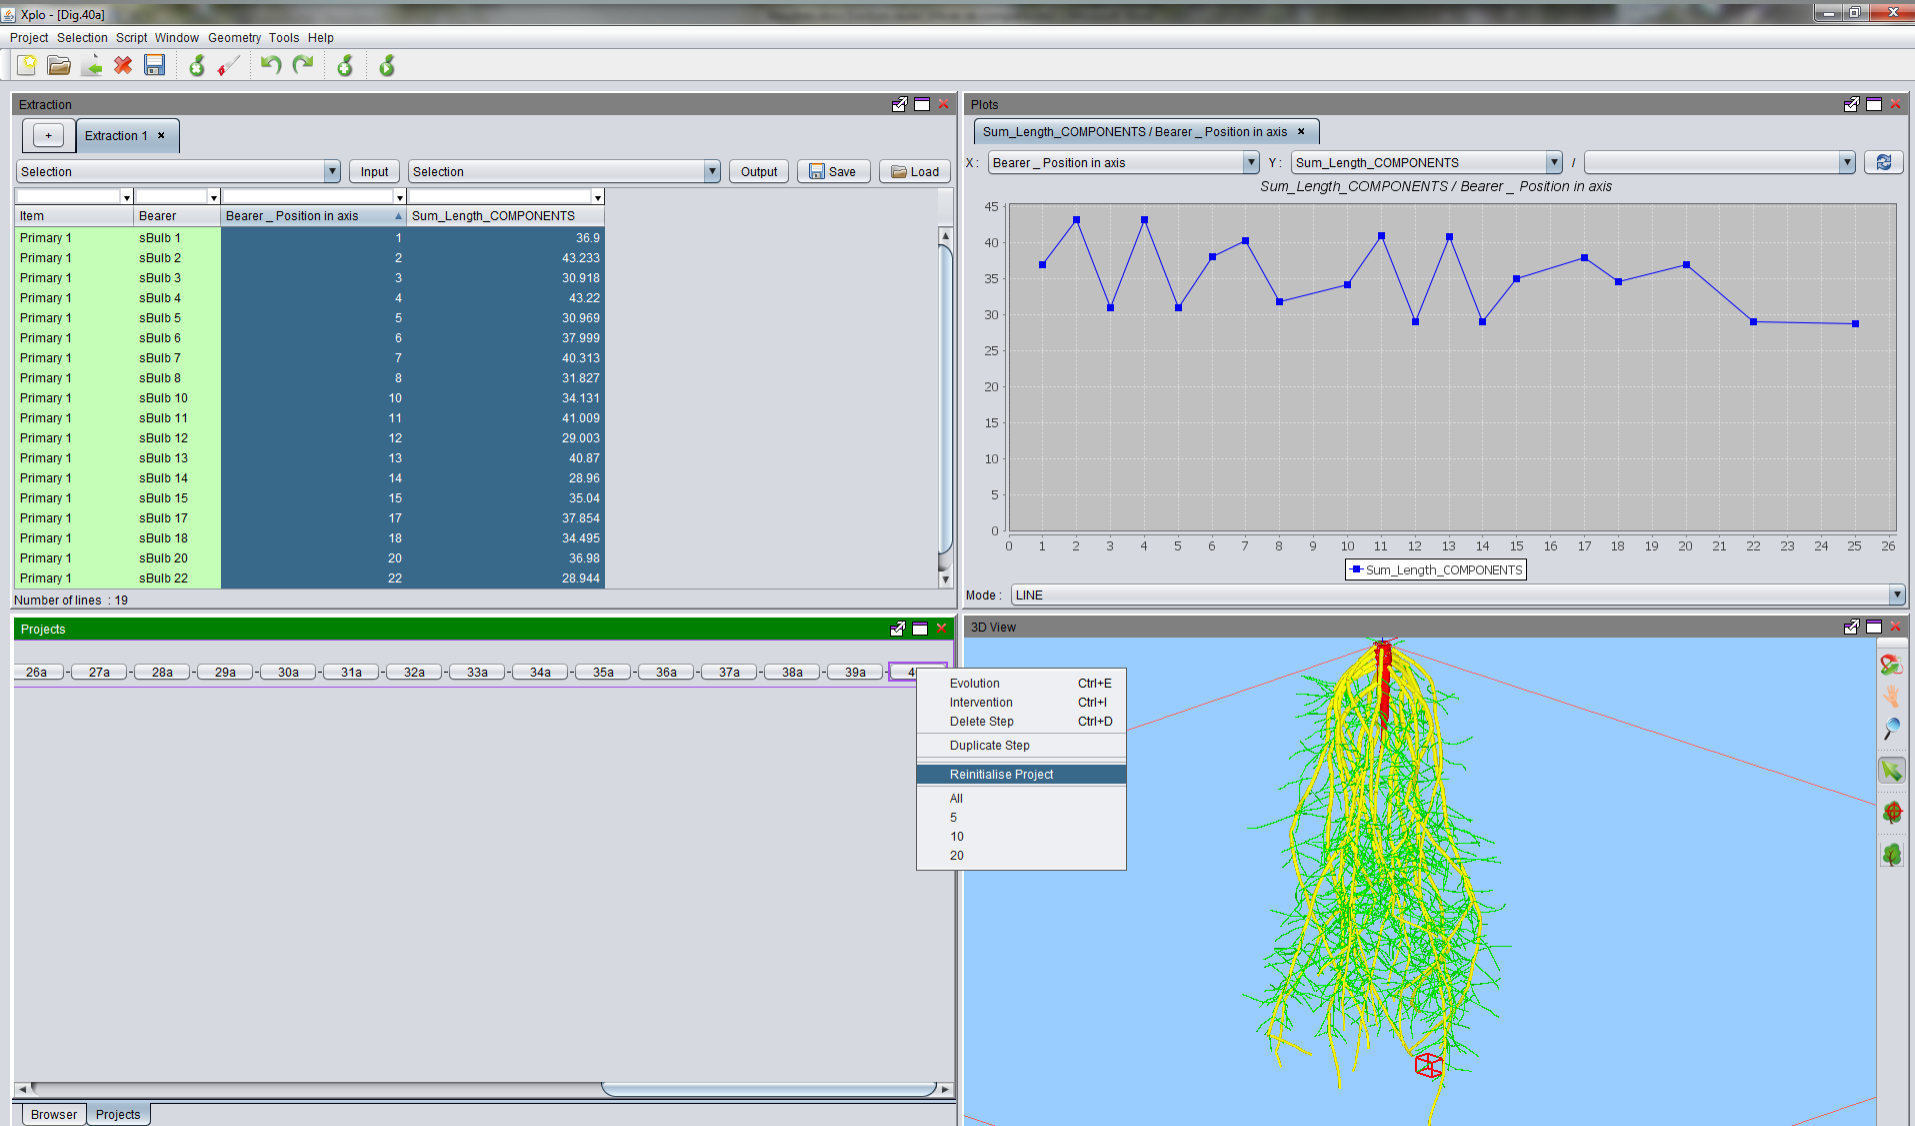 Xplo - [Dig.40a]
Project Selection Script Window Geometry Tools Help
Extraction
+ Extraction 1 ×
Selection Input Selection Output Save Load
Item Bearer Bearer _ Position in axis Sum_Length_COMPONENTS
Primary 1 sBulb 1 1 36.9
Primary 1 sBulb 2 2 43.233
Primary 1 sBulb 3 3 30.918
Primary 1 sBulb 4 4 43.22
Primary 1 sBulb 5 5 30.969
Primary 1 sBulb 6 6 37.999
Primary 1 sBulb 7 7 40.313
Primary 1 sBulb 8 8 31.827
Primary 1 sBulb 10 10 34.131
Primary 1 sBulb 11 11 41.009
Primary 1 sBulb 12 12 29.003
Primary 1 sBulb 13 13 40.87
Primary 1 sBulb 14 14 28.96
Primary 1 sBulb 15 15 35.04
Primary 1 sBulb 17 17 37.854
Primary 1 sBulb 18 18 34.495
Primary 1 sBulb 20 20 36.98
Primary 1 sBulb 22 22 28.944
Number of lines : 19
Plots
Sum_Length_COMPONENTS / Bearer _ Position in axis ×
X : Bearer _ Position in axis Y : Sum_Length_COMPONENTS /
Sum_Length_COMPONENTS / Bearer _ Position in axis
45
40
35
30
25
20
15
10
5
0
0 1 2 3 4 5 6 7 8 9 10 11 12 13 14 15 16 17 18 19 20 21 22 23 24 25 26
Sum_Length_COMPONENTS
Mode : LINE
Projects
26a 27a 28a 29a 30a 31a 32a 33a 34a 35a 36a 37a 38a 39a 4
Evolution Ctrl+E
Intervention Ctrl+I
Delete Step Ctrl+D
Duplicate Step
Reinitialise Project
All
5
10
20
Browser Projects
3D View